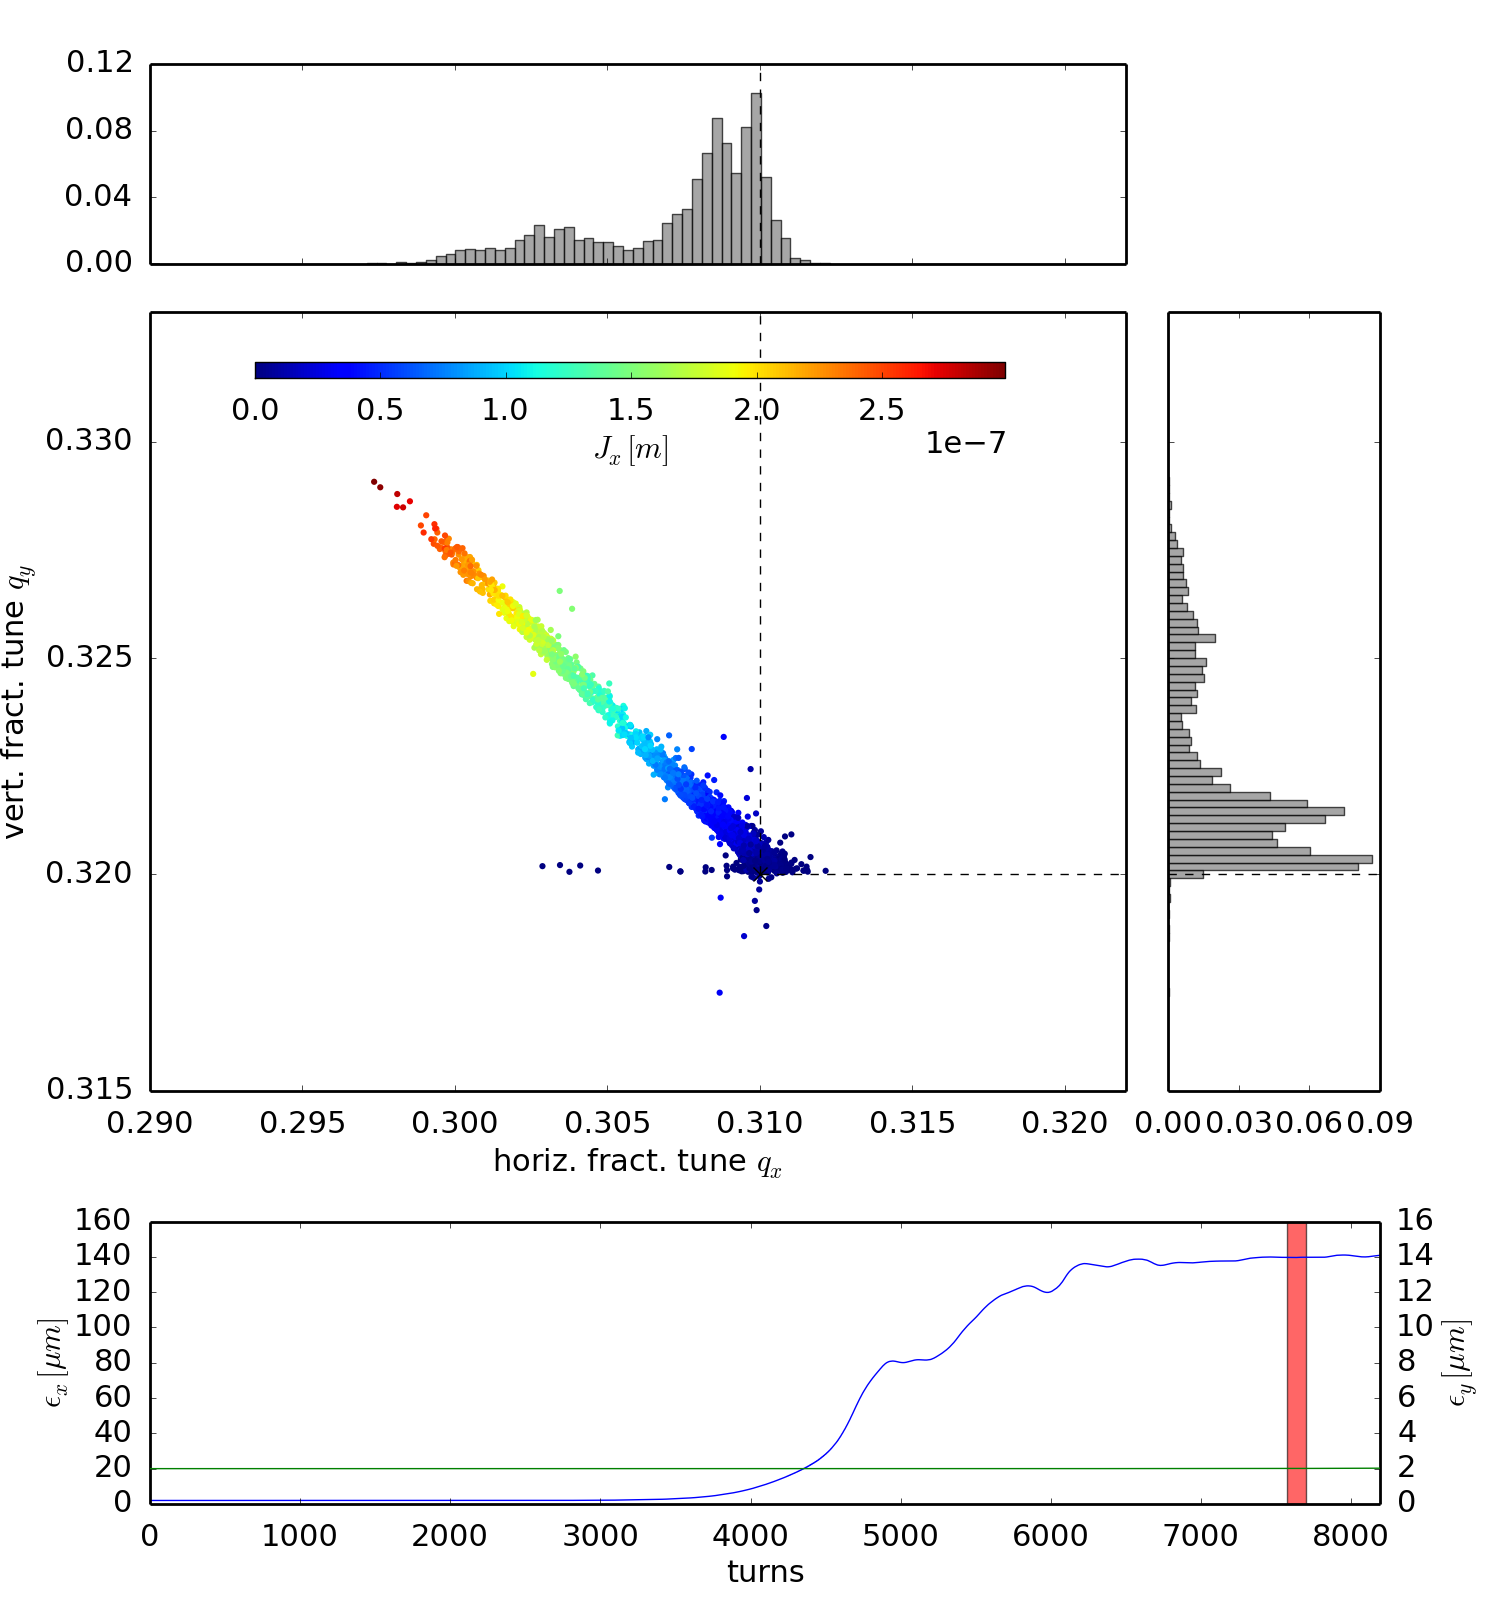 0.12
0.08
0.04
0.00
0.0 0.5 1.0 1.5 2.0 2.5
J_x [m]
1e−7
0.330
0.325
0.320
0.315
vert. fract. tune q_y
0.290 0.295 0.300 0.305 0.310 0.315 0.320
0.00 0.03 0.06 0.09
horiz. fract. tune q_x
160
140
120
100
80
60
40
20
0
ϵ_x [μm]
16
14
12
10
8
6
4
2
0
ϵ_y [μm]
0 1000 2000 3000 4000 5000 6000 7000 8000
turns